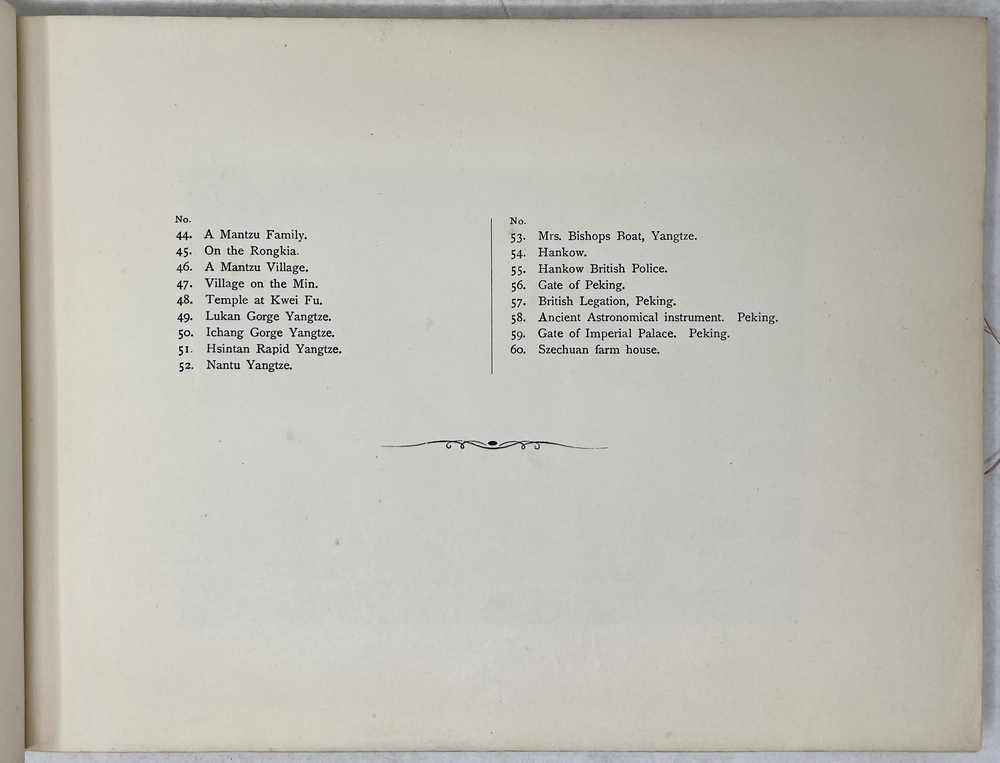 No.
44. A Mantzu Family.
45. On the Rongkia.
46. A Mantzu Village.
47. Village on the Min.
48. Temple at Kwei Fu.
49. Lukan Gorge Yangtze.
50. Ichang Gorge Yangtze.
51. Hsintan Rapid Yangtze.
52. Nantu Yangtze.
No.
53. Mrs. Bishops Boat, Yangtze.
54. Hankow.
55. Hankow British Police.
56. Gate of Peking.
57. British Legation, Peking.
58. Ancient Astronomical instrument. Peking.
59. Gate of Imperial Palace. Peking.
60. Szechuan farm house.